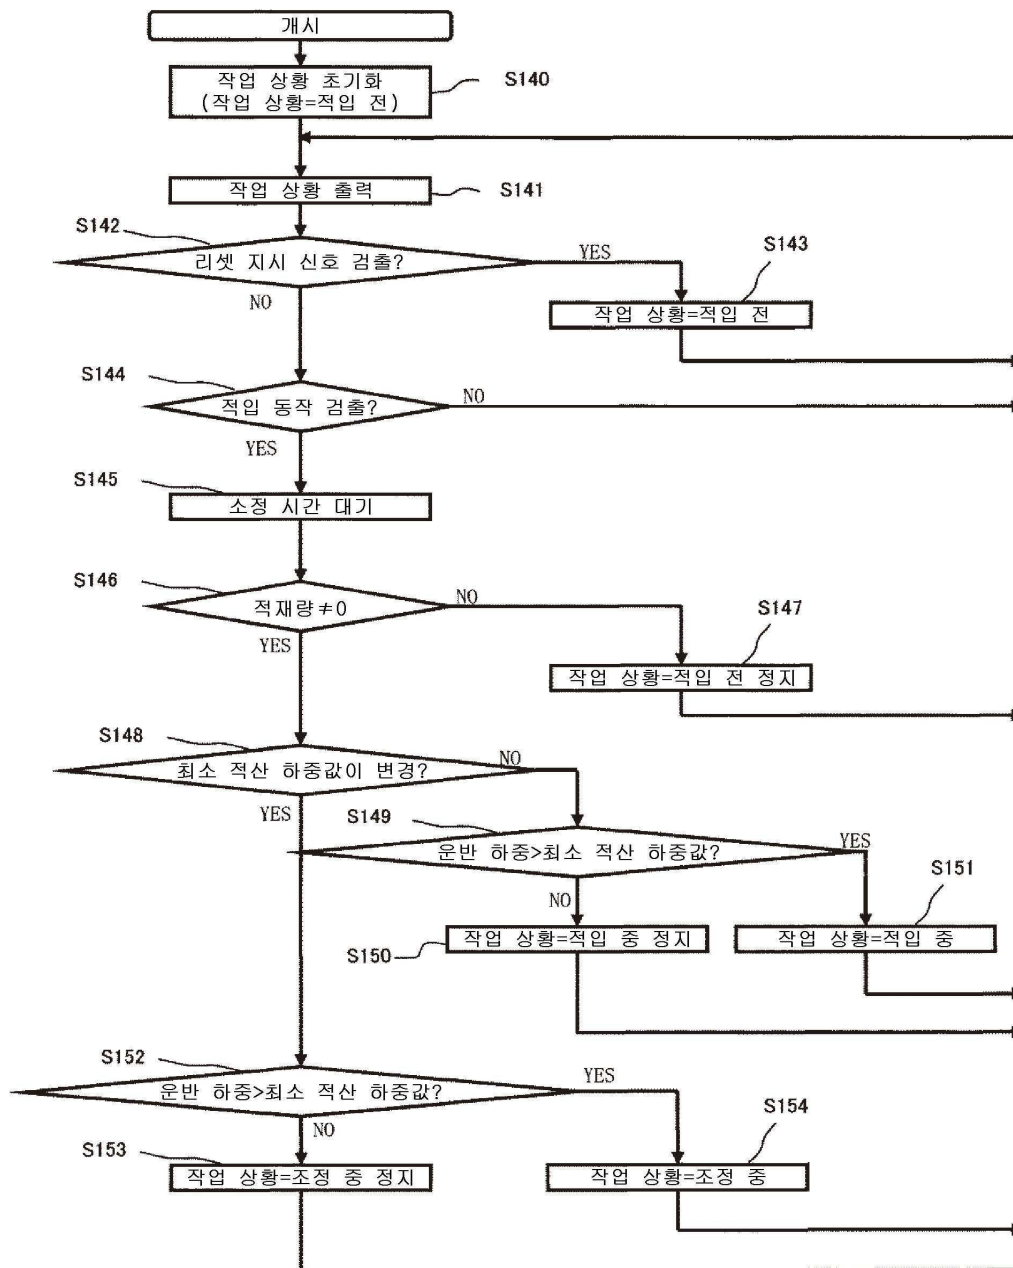 개시
작업 상황 초기화
(작업 상황=적입 전)
S140
작업 상황 출력
S141
S142
리셋 지시 신호 검출?
YES
S143
NO
작업 상황=적입 전
S144
적입 동작 검출?
NO
YES
S145
소정 시간 대기
S146
적재량≠0
NO
S147
YES
작업 상황=적입 전 정지
S148
최소 적산 하중값이 변경?
NO
YES
S149
운반 하중>최소 적산 하중값?
YES
S151
NO
작업 상황=적입 중 정지
작업 상황=적입 중
S150
S152
운반 하중>최소 적산 하중값?
YES
S154
NO
S153
작업 상황=조정 중 정지
작업 상황=조정 중